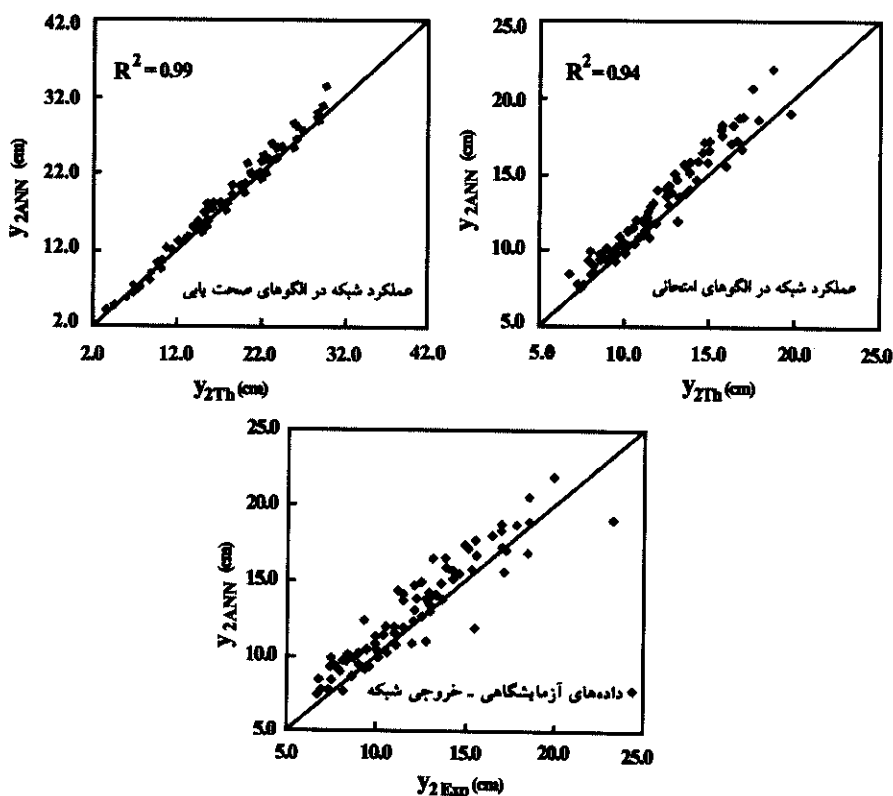 42.0
32.0
22.0
12.0
2.0
y2ANN (cm)
R²=0.99
عملکرد شبکه در الگوهای صحت یابی
2.0 12.0 22.0 32.0 42.0
y2Th (cm)
25.0
20.0
15.0
10.0
5.0
y2ANN (cm)
R²=0.94
عملکرد شبکه در الگوهای امتحانی
5.0 10.0 15.0 20.0 25.0
y2Th (cm)
25.0
20.0
15.0
10.0
5.0
y2ANN (cm)
داده‌های آزمایشگاهی - خروجی شبکه
5.0 10.0 15.0 20.0 25.0
y2 Exp (cm)